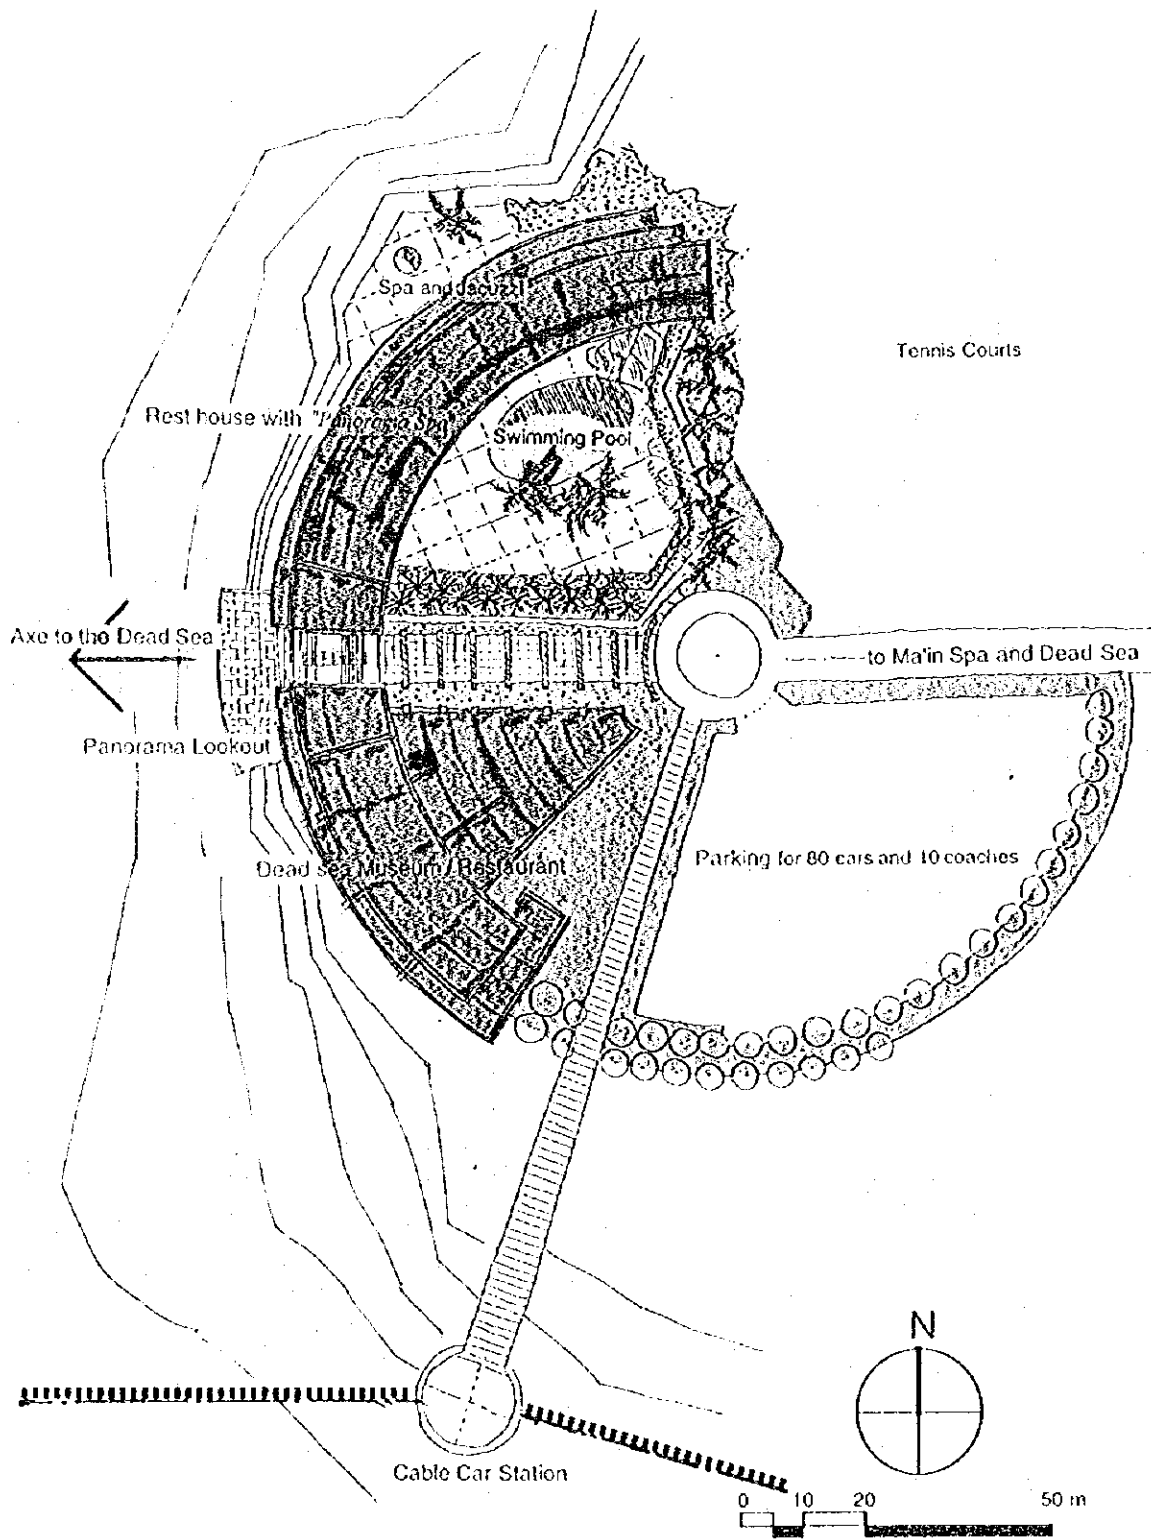 Spa and Jacuzzi
Tennis Courts
Rest house with "Panorama Spa"
Swimming Pool
Axe to the Dead Sea
to Ma'in Spa and Dead Sea
Panorama Lookout
Parking for 80 cars and 10 coaches
Dead sea Museum / Restaurant
N
Cable Car Station
0 10 20 50 m